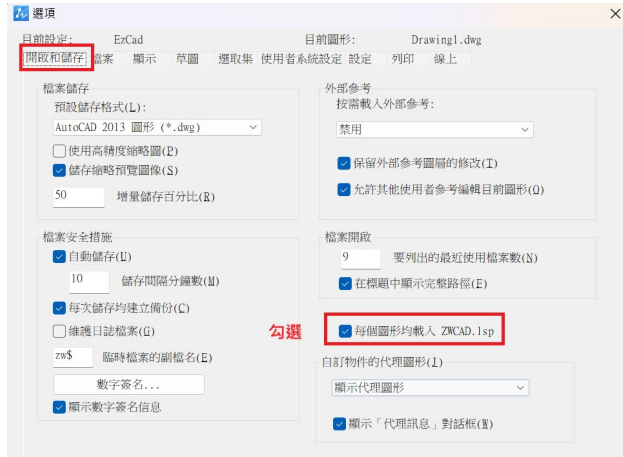 選項
目前設定: EzCad 目前圖形: Drawing1.dwg
開啟和儲存 檔案 顯示 草圖 選取集 使用者系統設定 設定 列印 線上
檔案儲存
預設儲存格式(L):
AutoCAD 2013 圖形 (*.dwg)
使用高精度縮略圖(P)
儲存縮略預覽圖像(S)
50 增量儲存百分比(R)
檔案安全措施
自動儲存(U)
10 儲存間隔分鐘數(M)
每次儲存均建立備份(C)
維護日誌檔案(G)
zw$ 臨時檔案的副檔名(E)
數字簽名...
顯示數字簽名信息
外部參考
按需載入外部參考:
禁用
保留外部參考圖層的修改(T)
允許其他使用者參考編輯目前圖形(O)
檔案開啟
9 要列出的最近使用檔案數(N)
在標題中顯示完整路徑(F)
勾選
每個圖形均載入 ZWCAD.lsp
自訂物件的代理圖形(J)
顯示代理圖形
顯示「代理訊息」對話框(W)